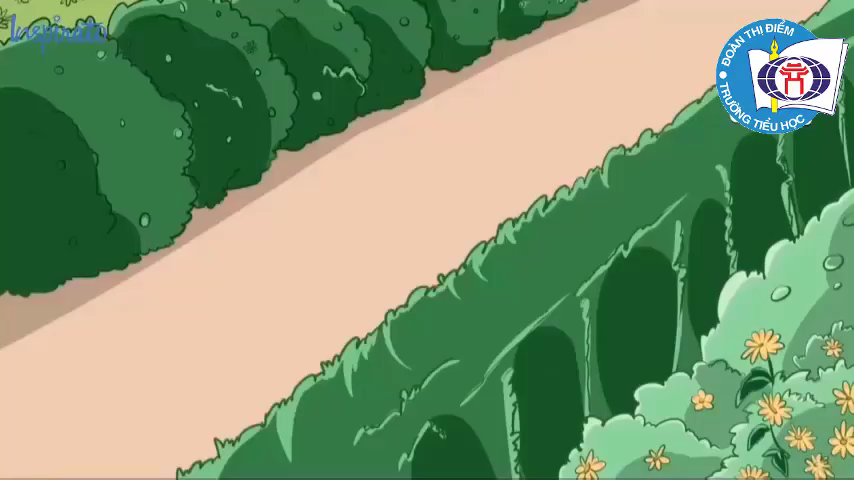 Inspirato
ĐOÀN THỊ ĐIỂM
TRƯỜNG TIỂU HỌC